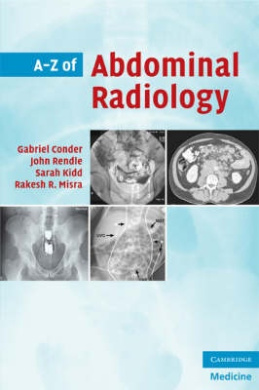 A–Z of
Abdominal
Radiology
Gabriel Conder
John Rendle
Sarah Kidd
Rakesh R. Misra
CAMBRIDGE
Medicine